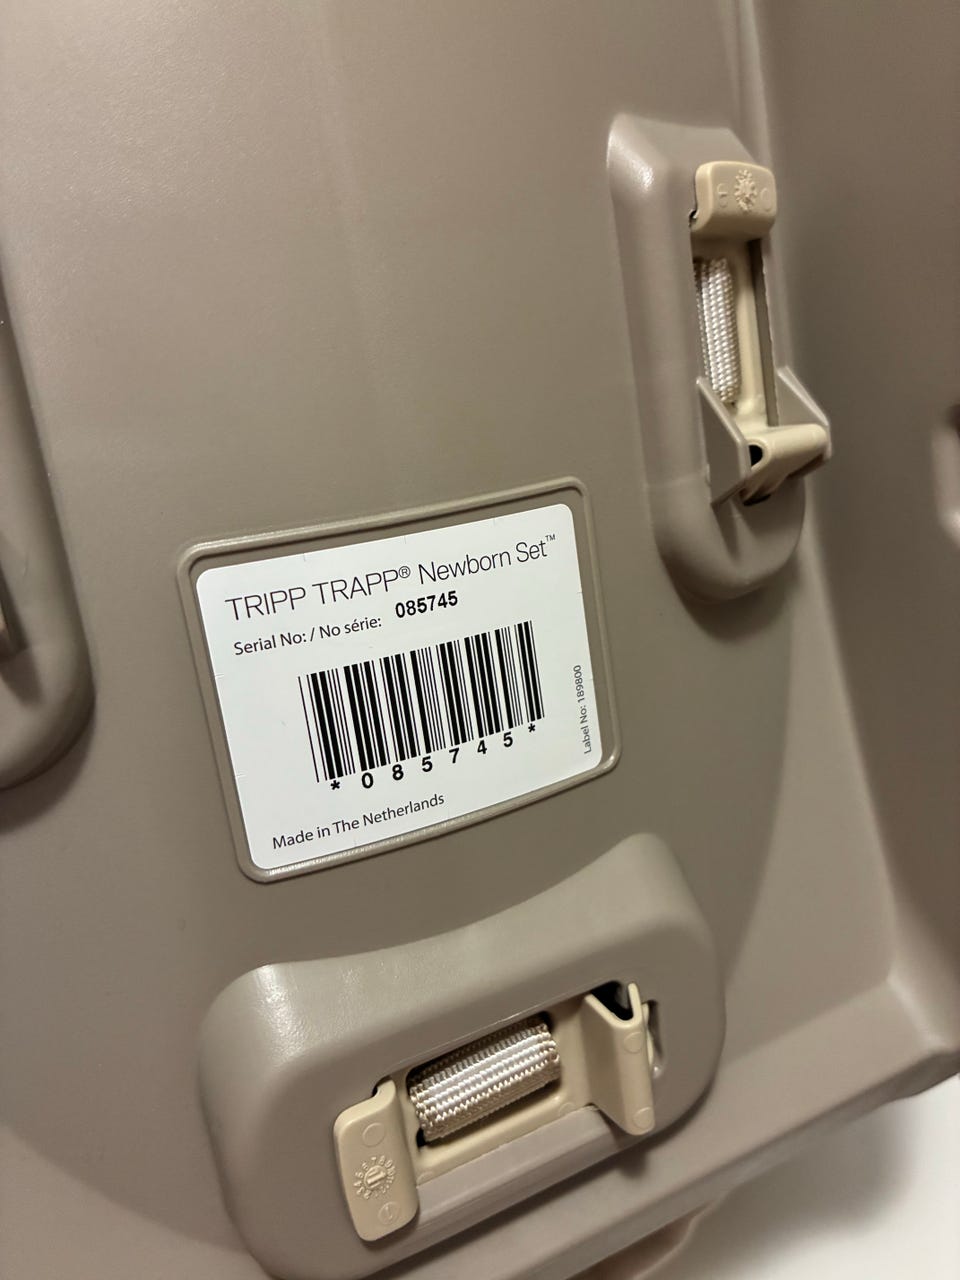 TRIPP TRAPP® Newborn Set™
Serial No: / No série: 085745
*085745*
Label No: 189800
Made in The Netherlands